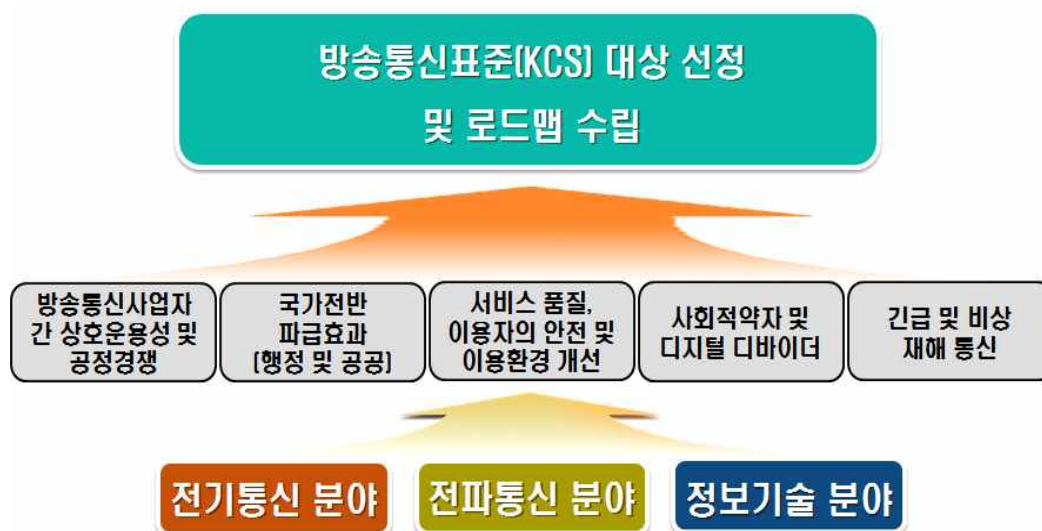 방송통신표준(KCS) 대상 선정
및 로드맵 수립
방송통신사업자
간 상호운용성 및
공정경쟁
국가전반
파급효과
(행정 및 공공)
서비스 품질,
이용자의 안전 및
이용환경 개선
사회적약자 및
디지털 디바이더
긴급 및 비상
재해 통신
전기통신 분야
전파통신 분야
정보기술 분야